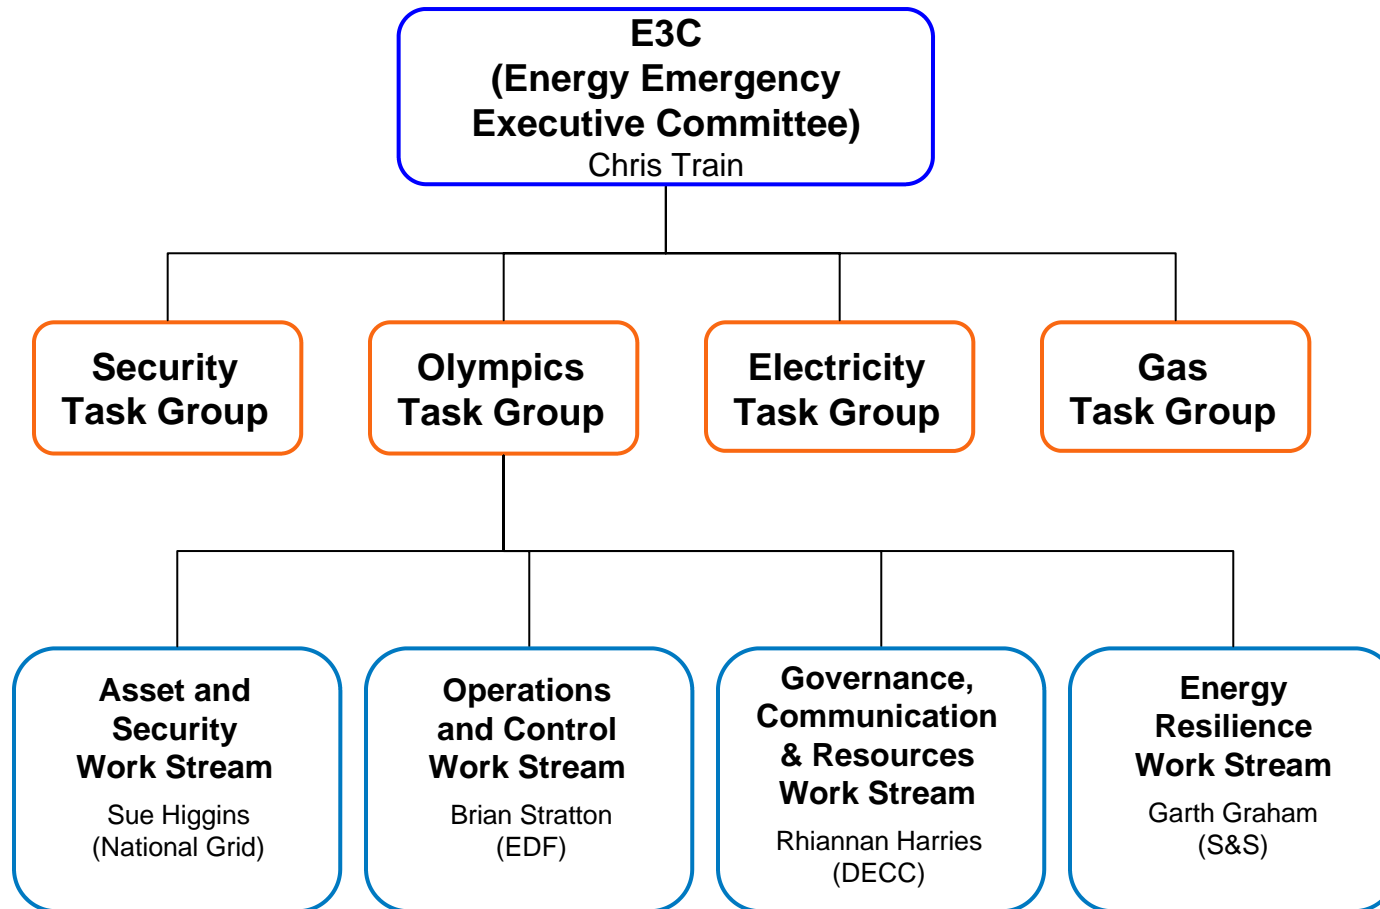 E3C
(Energy Emergency
Executive Committee)
Chris Train
Security
Task Group
Olympics
Task Group
Electricity
Task Group
Gas
Task Group
Asset and
Security
Work Stream
Sue Higgins
(National Grid)
Operations
and Control
Work Stream
Brian Stratton
(EDF)
Governance,
Communication
& Resources
Work Stream
Rhiannan Harries
(DECC)
Energy
Resilience
Work Stream
Garth Graham
(S&S)